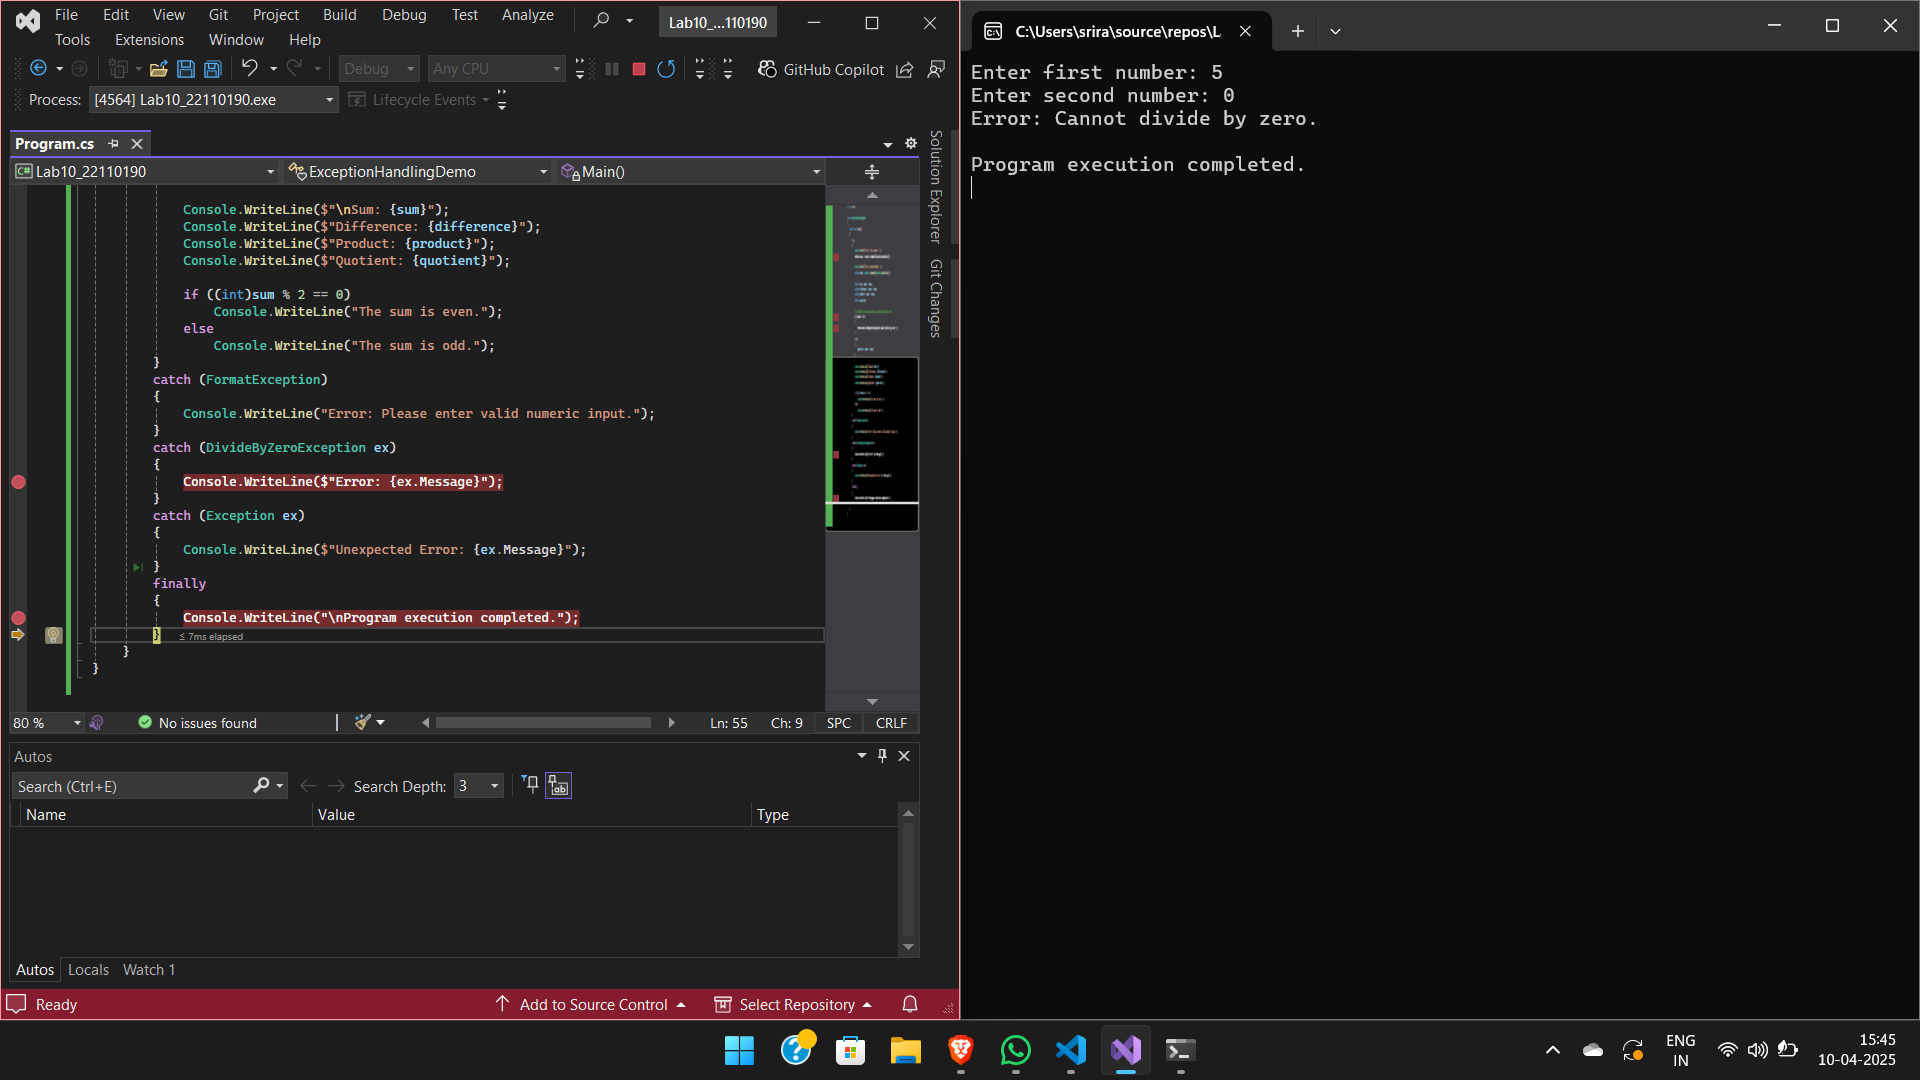 File Edit View Git Project Build Debug Test Analyze
Lab10_...110190
Tools Extensions Window Help
Debug Any CPU GitHub Copilot
Process: [4564] Lab10_22110190.exe Lifecycle Events
Program.cs
Lab10_22110190 ExceptionHandlingDemo Main()
Console.WriteLine($"\nSum: {sum}");
Console.WriteLine($"Difference: {difference}");
Console.WriteLine($"Product: {product}");
Console.WriteLine($"Quotient: {quotient}");
if ((int)sum % 2 == 0)
Console.WriteLine("The sum is even.");
else
Console.WriteLine("The sum is odd.");
}
catch (FormatException)
{
Console.WriteLine("Error: Please enter valid numeric input.");
}
catch (DivideByZeroException ex)
{
Console.WriteLine($"Error: {ex.Message}");
}
catch (Exception ex)
{
Console.WriteLine($"Unexpected Error: {ex.Message}");
}
finally
{
Console.WriteLine("\nProgram execution completed.");
} ≤ 7ms elapsed
}
}
80 % No issues found Ln: 55 Ch: 9 SPC CRLF
Solution Explorer
Git Changes
Autos
Search (Ctrl+E) Search Depth: 3
Name Value Type
Autos Locals Watch 1
Ready Add to Source Control Select Repository
C:\Users\srira\source\repos\L
Enter first number: 5
Enter second number: 0
Error: Cannot divide by zero.
Program execution completed.
ENG
IN
15:45
10-04-2025